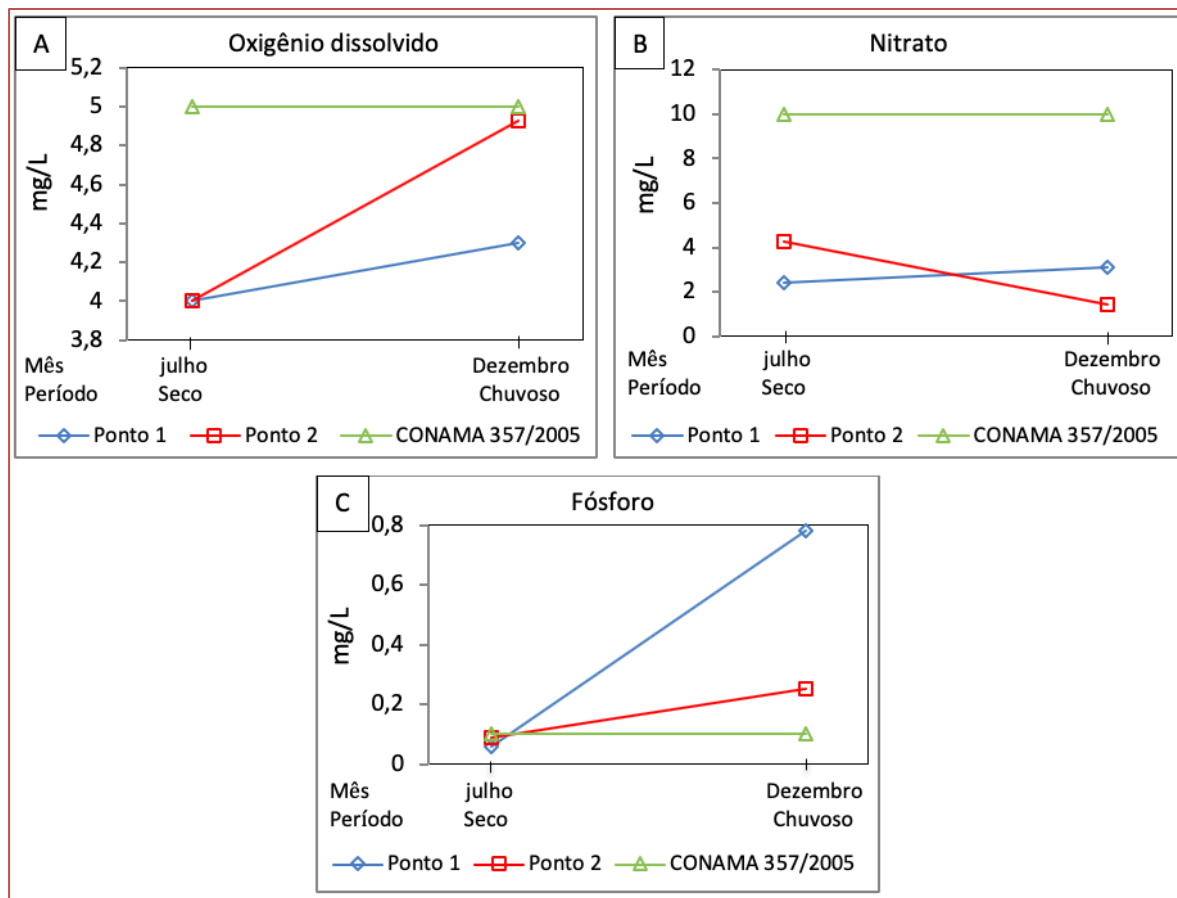 A
Oxigênio dissolvido
5,2
5
4,8
4,6
4,4
4,2
4
3,8
mg/L
Mês julho Dezembro
Período Seco Chuvoso
Ponto 1 Ponto 2 CONAMA 357/2005
B
Nitrato
12
10
8
6
4
2
0
mg/L
Mês julho Dezembro
Período Seco Chuvoso
Ponto 1 Ponto 2 CONAMA 357/2005
C
Fósforo
0,8
0,6
0,4
0,2
0
mg/L
Mês julho Dezembro
Período Seco Chuvoso
Ponto 1 Ponto 2 CONAMA 357/2005